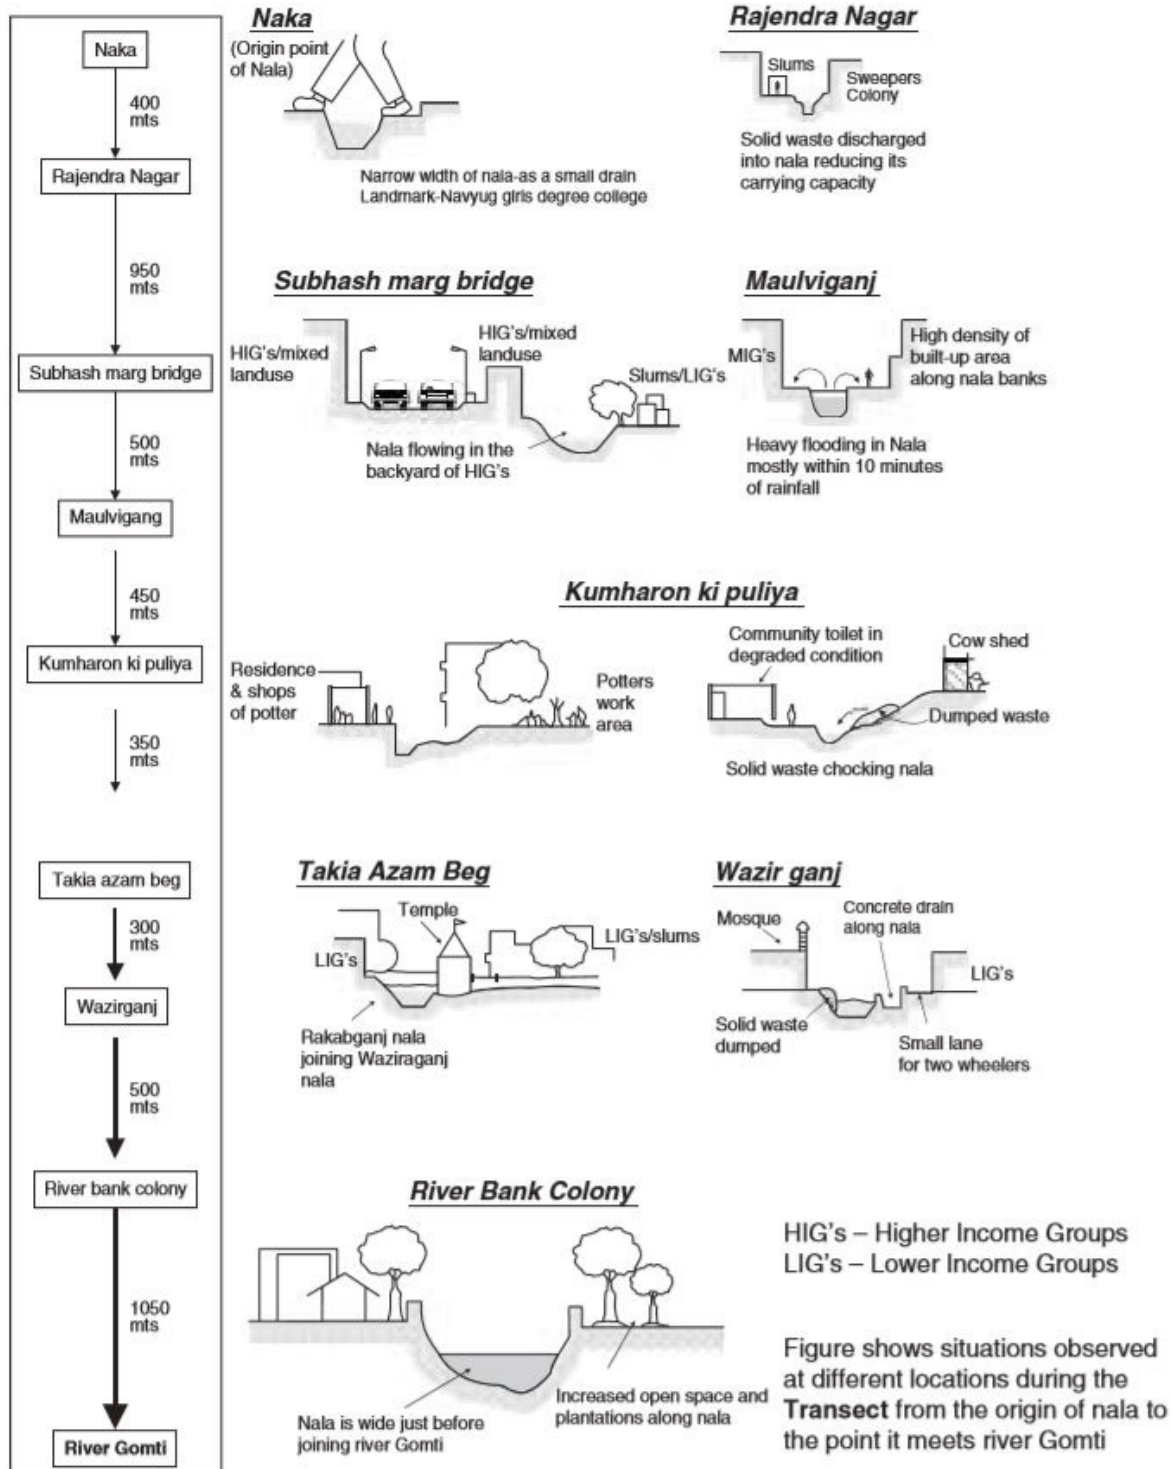 Naka
400
mts
Rajendra Nagar
950
mts
Subhash marg bridge
500
mts
Maulvigang
450
mts
Kumharon ki puliya
350
mts
Takia azam beg
300
mts
Wazirganj
500
mts
River bank colony
1050
mts
River Gomti
Naka
(Origin point
of Nala)
Narrow width of nala-as a small drain
Landmark-Navyug girls degree college
Rajendra Nagar
Slums
Sweepers
Colony
Solid waste discharged
into nala reducing its
carrying capacity
Subhash marg bridge
HIG's/mixed
landuse
HIG's/mixed
landuse
Slums/LIG's
Nala flowing in the
backyard of HIG's
Maulviganj
MIG's
High density of
built-up area
along nala banks
Heavy flooding in Nala
mostly within 10 minutes
of rainfall
Kumharon ki puliya
Residence
& shops
of potter
Potters
work
area
Community toilet in
degraded condition
Cow shed
Dumped waste
Solid waste chocking nala
Takia Azam Beg
Temple
LIG's
LIG's/slums
Rakabganj nala
joining Waziraganj
nala
Wazir ganj
Mosque
Concrete drain
along nala
LIG's
Solid waste
dumped
Small lane
for two wheelers
River Bank Colony
Nala is wide just before
joining river Gomti
Increased open space and
plantations along nala
HIG's – Higher Income Groups
LIG's – Lower Income Groups
Figure shows situations observed
at different locations during the
Transect from the origin of nala to
the point it meets river Gomti